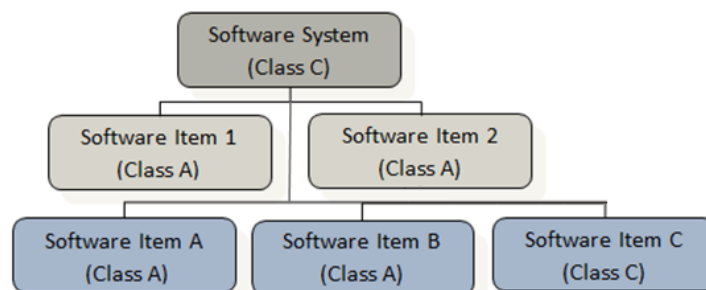 Software System
(Class C)
Software Item 1
(Class A)
Software Item 2
(Class A)
Software Item A
(Class A)
Software Item B
(Class A)
Software Item C
(Class C)